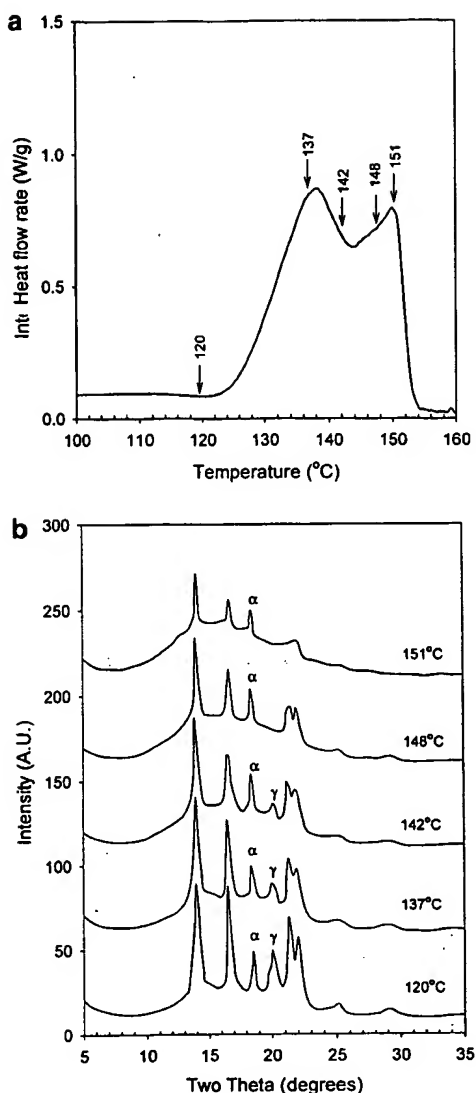 a
1.5
1.0
0.5
0.0
Heat flow rate (W/g)
120
137
142
148
151
100 110 120 130 140 150 160
Temperature (°C)
b
300
250
200
150
100
50
0
Intensity (A.U.)
α
151°C
α
148°C
α γ
142°C
α γ
137°C
α γ
120°C
5 10 15 20 25 30 35
Two Theta (degrees)